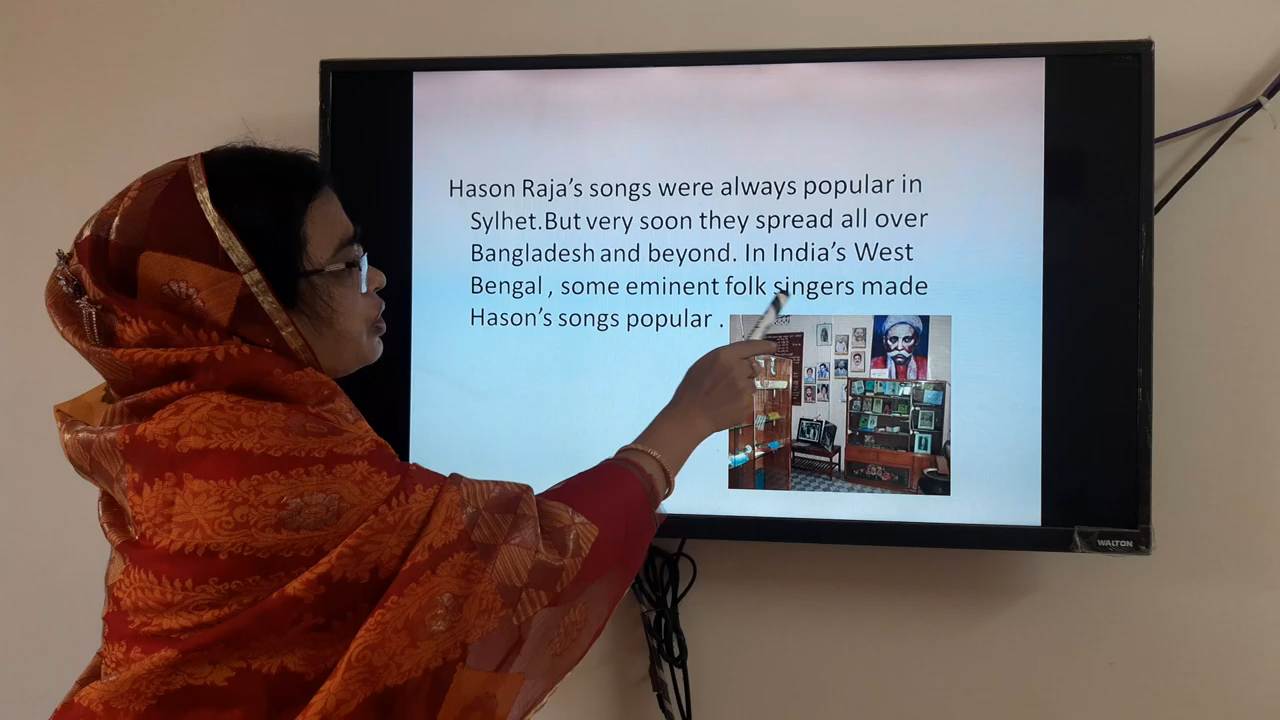 Hason Raja's songs were always popular in
Sylhet.But very soon they spread all over
Bangladesh and beyond. In India's West
Bengal , some eminent folk singers made
Hason's songs popular .
WALTON